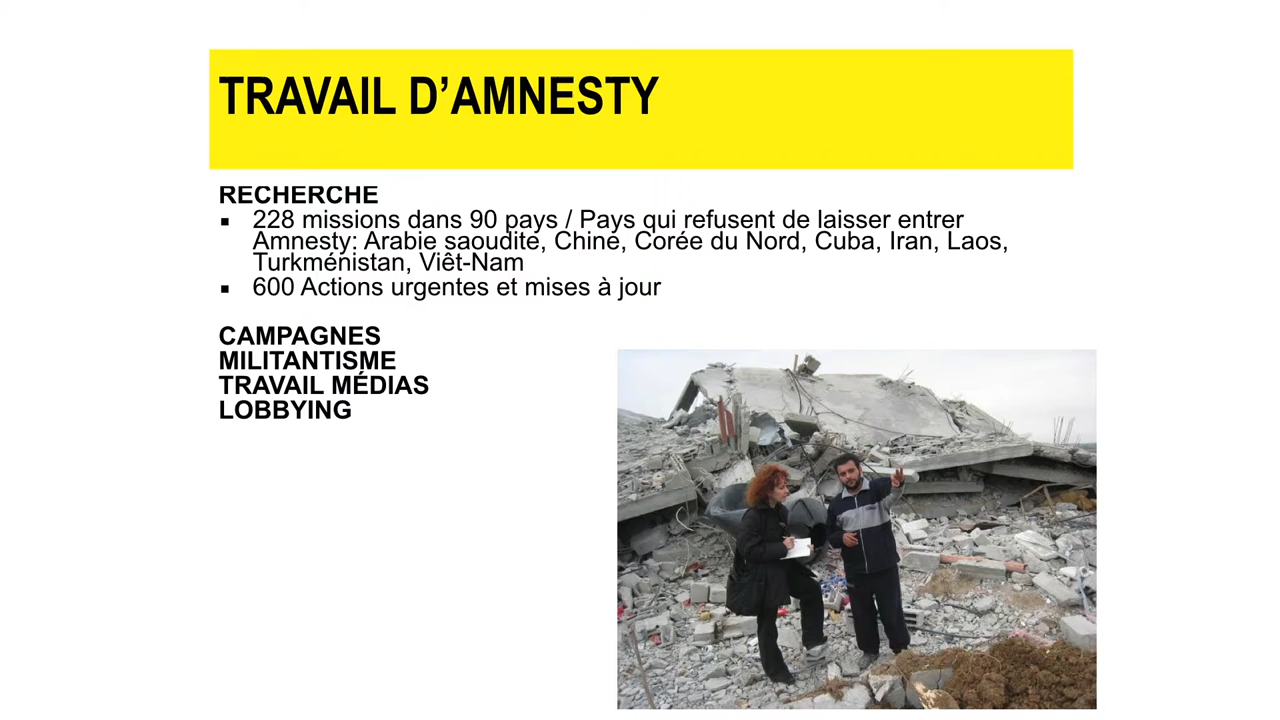 TRAVAIL D’AMNESTY
RECHERCHE
▪ 228 missions dans 90 pays / Pays qui refusent de laisser entrer
Amnesty: Arabie saoudite, Chine, Corée du Nord, Cuba, Iran, Laos,
Turkménistan, Viêt-Nam
▪ 600 Actions urgentes et mises à jour
CAMPAGNES
MILITANTISME
TRAVAIL MÉDIAS
LOBBYING